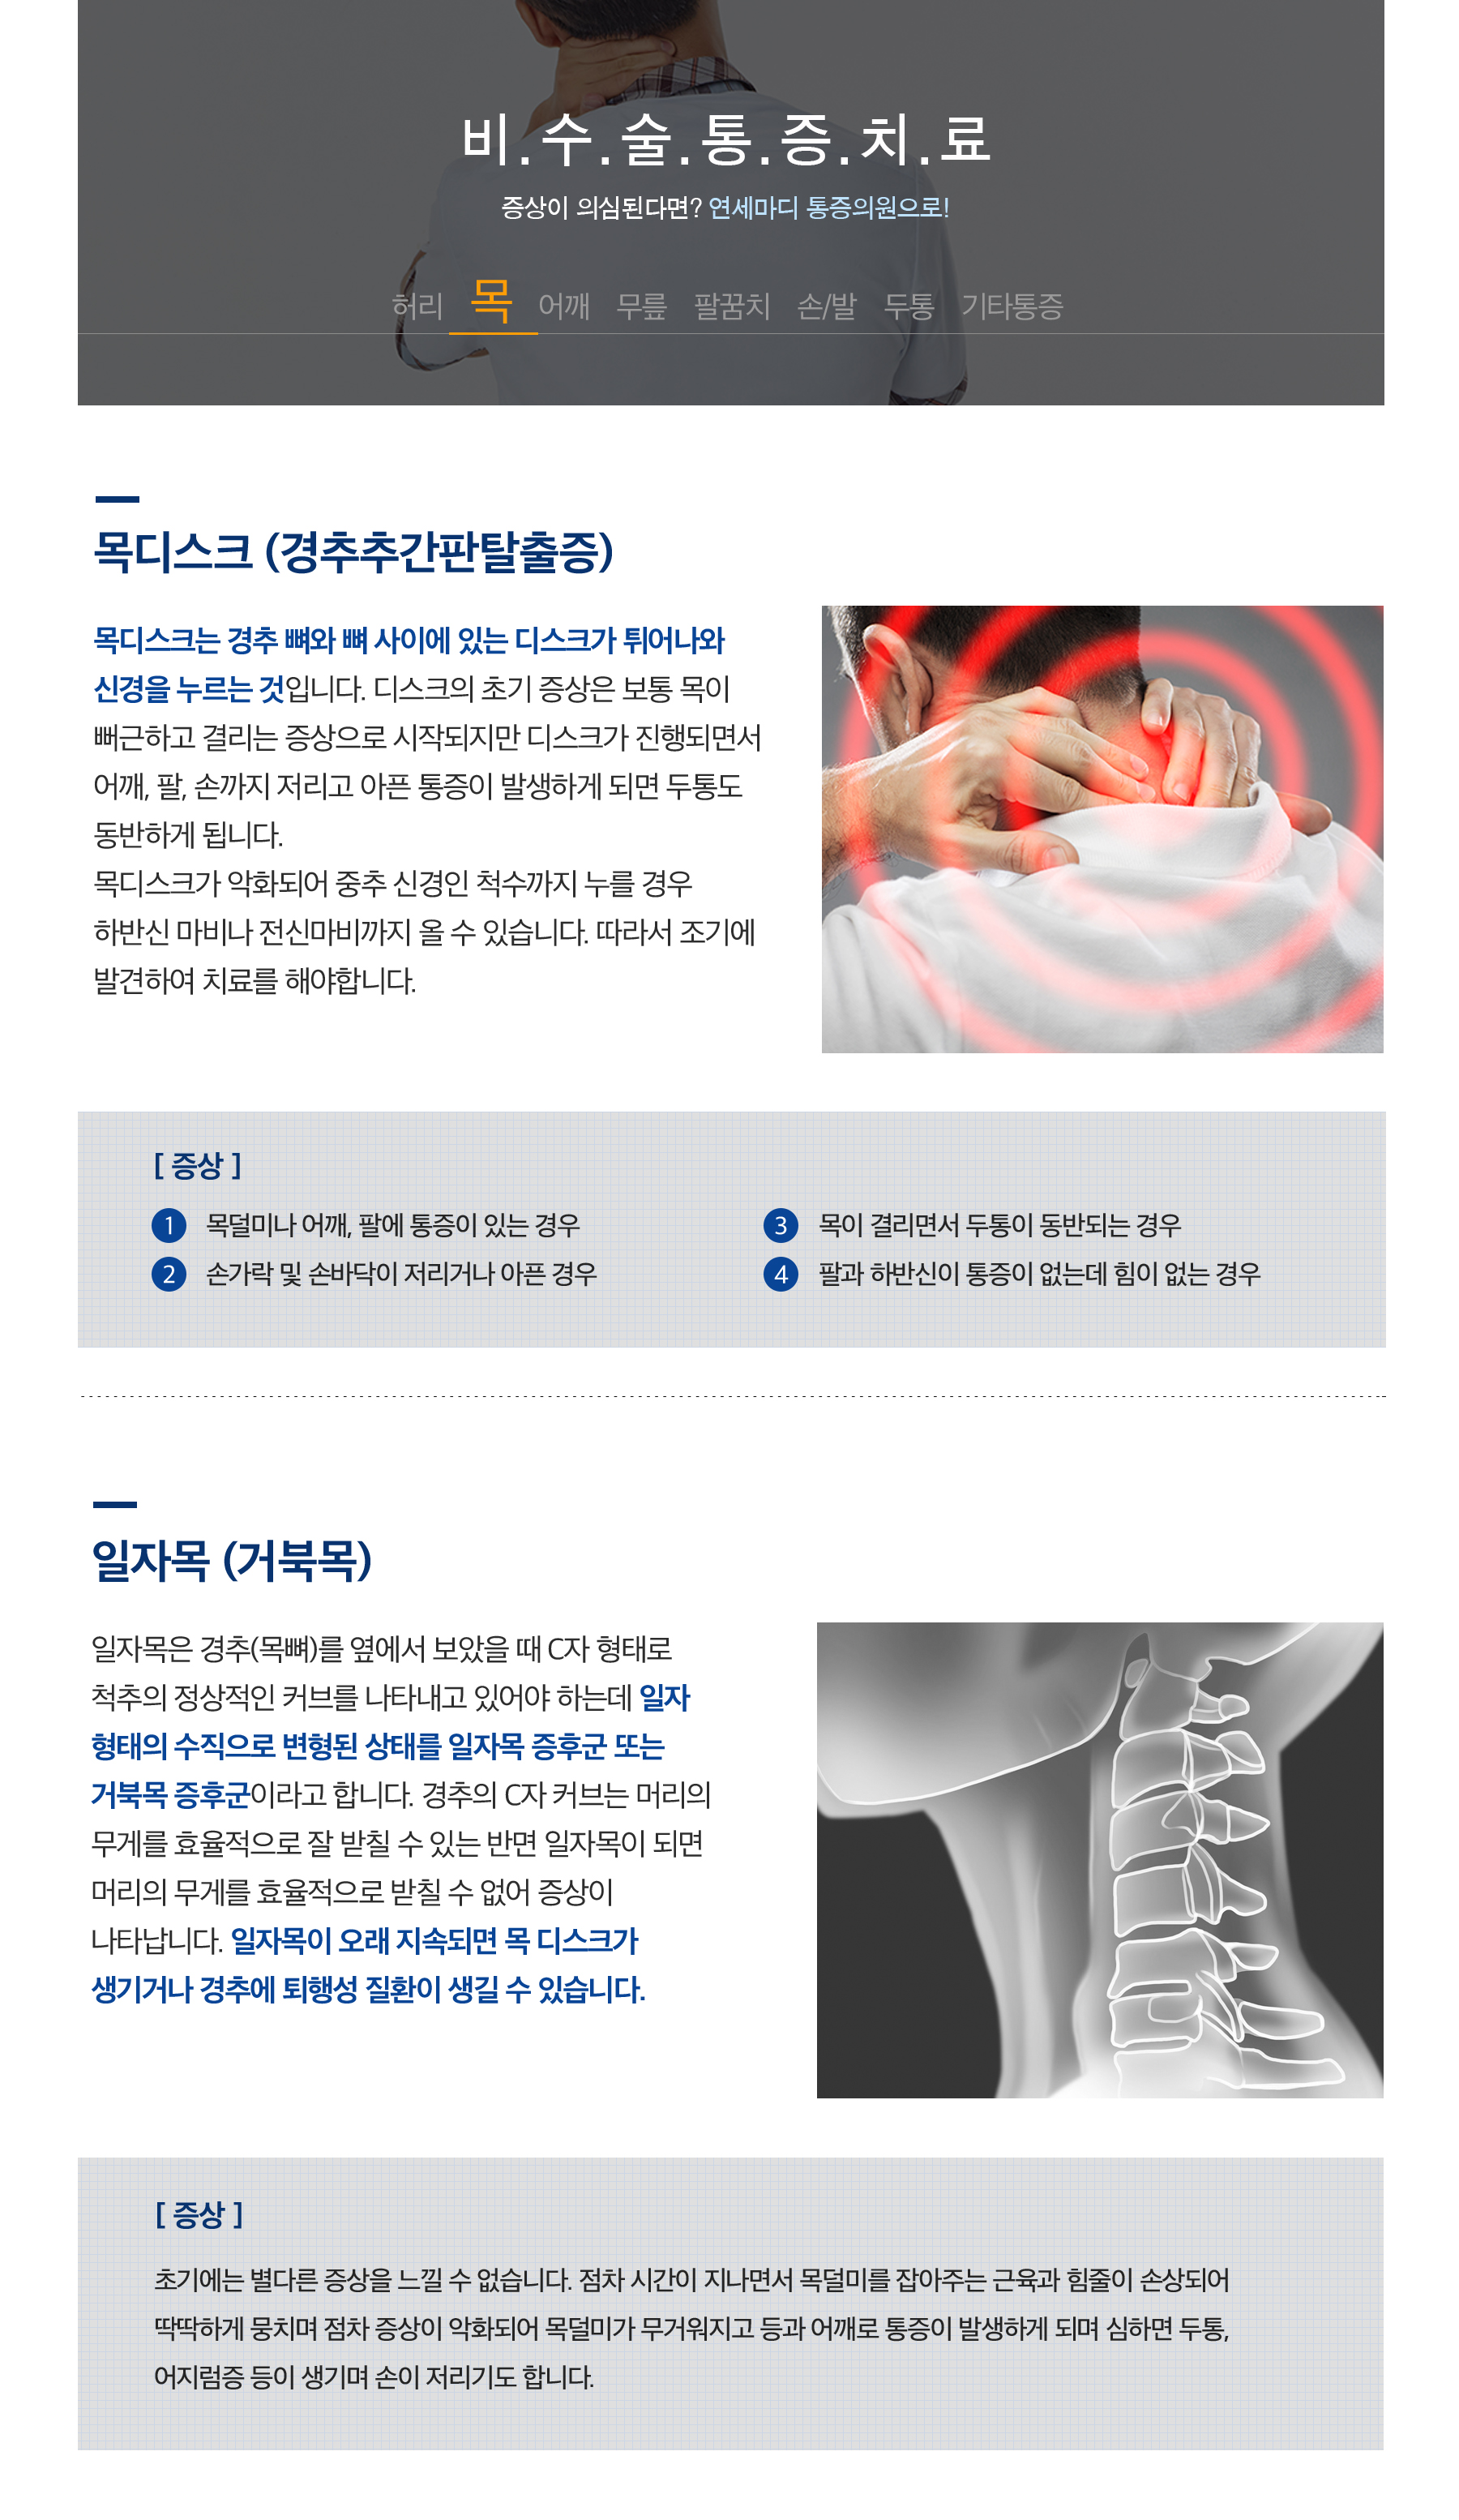 비.수.술.통.증.치.료
증상이 의심된다면? 연세마디 통증의원으로!
허리 목 어깨 무릎 팔꿈치 손/발 두통 기타통증
목디스크 (경추추간판탈출증)
목디스크는 경추 뼈와 뼈 사이에 있는 디스크가 튀어나와
신경을 누르는 것입니다. 디스크의 초기 증상은 보통 목이
뻐근하고 결리는 증상으로 시작되지만 디스크가 진행되면서
어깨, 팔, 손까지 저리고 아픈 통증이 발생하게 되면 두통도
동반하게 됩니다.
목디스크가 악화되어 중추 신경인 척수까지 누를 경우
하반신 마비나 전신마비까지 올 수 있습니다. 따라서 조기에
발견하여 치료를 해야합니다.
[ 증상 ]
1 목덜미나 어깨, 팔에 통증이 있는 경우
2 손가락 및 손바닥이 저리거나 아픈 경우
3 목이 결리면서 두통이 동반되는 경우
4 팔과 하반신이 통증이 없는데 힘이 없는 경우
일자목 (거북목)
일자목은 경추(목뼈)를 옆에서 보았을 때 C자 형태로
척추의 정상적인 커브를 나타내고 있어야 하는데 일자
형태의 수직으로 변형된 상태를 일자목 증후군 또는
거북목 증후군이라고 합니다. 경추의 C자 커브는 머리의
무게를 효율적으로 잘 받칠 수 있는 반면 일자목이 되면
머리의 무게를 효율적으로 받칠 수 없어 증상이
나타납니다. 일자목이 오래 지속되면 목 디스크가
생기거나 경추에 퇴행성 질환이 생길 수 있습니다.
[ 증상 ]
초기에는 별다른 증상을 느낄 수 없습니다. 점차 시간이 지나면서 목덜미를 잡아주는 근육과 힘줄이 손상되어
딱딱하게 뭉치며 점차 증상이 악화되어 목덜미가 무거워지고 등과 어깨로 통증이 발생하게 되며 심하면 두통,
어지럼증 등이 생기며 손이 저리기도 합니다.